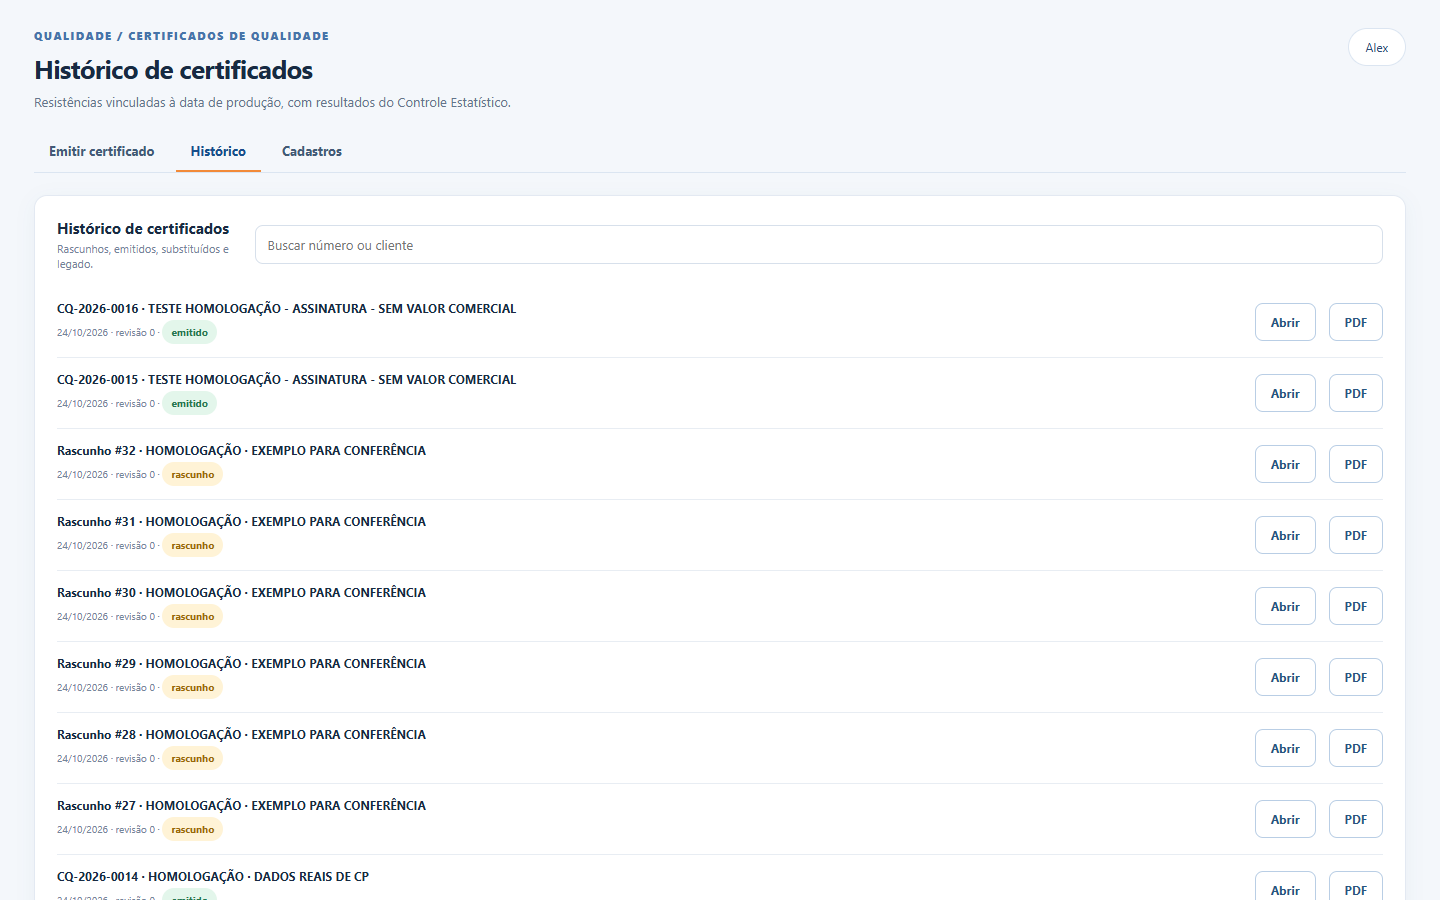 QUALIDADE / CERTIFICADOS DE QUALIDADE
Alex
Histórico de certificados
Resistências vinculadas à data de produção, com resultados do Controle Estatístico.
Emitir certificado Histórico Cadastros
Histórico de certificados
Rascunhos, emitidos, substituídos e
legado.
Buscar número ou cliente
CQ-2026-0016 · TESTE HOMOLOGAÇÃO - ASSINATURA - SEM VALOR COMERCIAL
24/10/2026 · revisão 0 · emitido
Abrir PDF
CQ-2026-0015 · TESTE HOMOLOGAÇÃO - ASSINATURA - SEM VALOR COMERCIAL
24/10/2026 · revisão 0 · emitido
Abrir PDF
Rascunho #32 · HOMOLOGAÇÃO · EXEMPLO PARA CONFERÊNCIA
24/10/2026 · revisão 0 · rascunho
Abrir PDF
Rascunho #31 · HOMOLOGAÇÃO · EXEMPLO PARA CONFERÊNCIA
24/10/2026 · revisão 0 · rascunho
Abrir PDF
Rascunho #30 · HOMOLOGAÇÃO · EXEMPLO PARA CONFERÊNCIA
24/10/2026 · revisão 0 · rascunho
Abrir PDF
Rascunho #29 · HOMOLOGAÇÃO · EXEMPLO PARA CONFERÊNCIA
24/10/2026 · revisão 0 · rascunho
Abrir PDF
Rascunho #28 · HOMOLOGAÇÃO · EXEMPLO PARA CONFERÊNCIA
24/10/2026 · revisão 0 · rascunho
Abrir PDF
Rascunho #27 · HOMOLOGAÇÃO · EXEMPLO PARA CONFERÊNCIA
24/10/2026 · revisão 0 · rascunho
Abrir PDF
CQ-2026-0014 · HOMOLOGAÇÃO · DADOS REAIS DE CP
24/10/2026 · revisão 0 · emitido
Abrir PDF